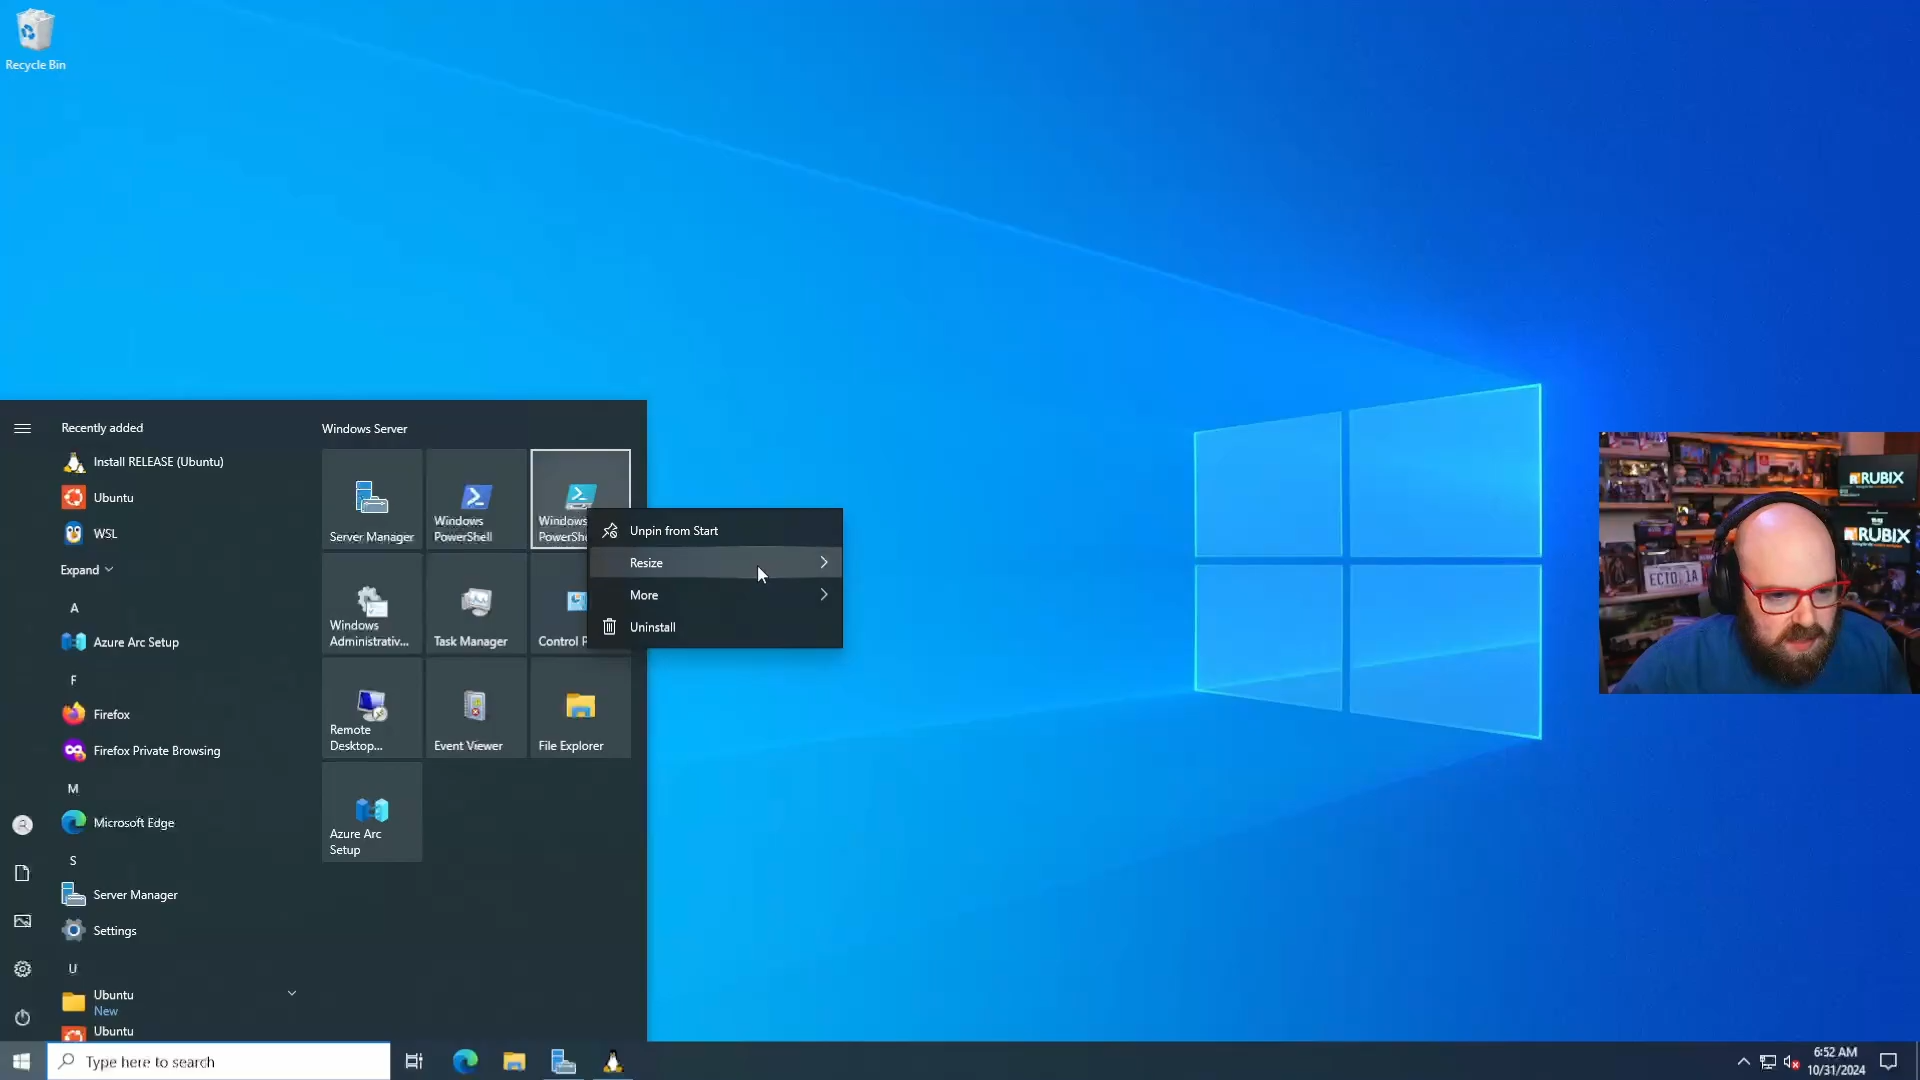 Recycle Bin
Recently added
Windows Server
Install RELEASE (Ubuntu)
Ubuntu
WSL
Expand
A
Azure Arc Setup
F
Firefox
Firefox Private Browsing
M
Microsoft Edge
S
Server Manager
Settings
U
Ubuntu
New
Ubuntu
Server Manager
Windows
PowerShell
Windows
PowerShe
Windows
Administrativ...
Task Manager
Control P
Remote
Desktop...
Event Viewer
File Explorer
Azure Arc
Setup
Unpin from Start
Resize
More
Uninstall
RUBIX
RUBIX
ECTO 1A
Type here to search
6:52 AM
10/31/2024